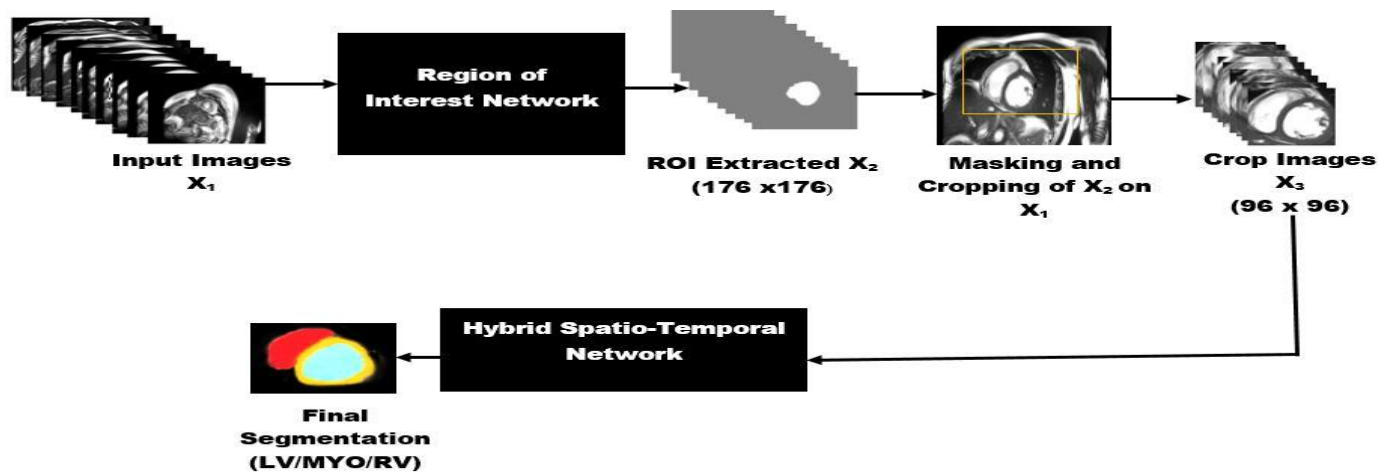 Region of
Interest Network
Input Images
X₁
ROI Extracted X₂
(176 x176)
Masking and
Cropping of X₂ on
X₁
Crop Images
X₃
(96 x 96)
Hybrid Spatio-Temporal
Network
Final
Segmentation
(LV/MYO/RV)